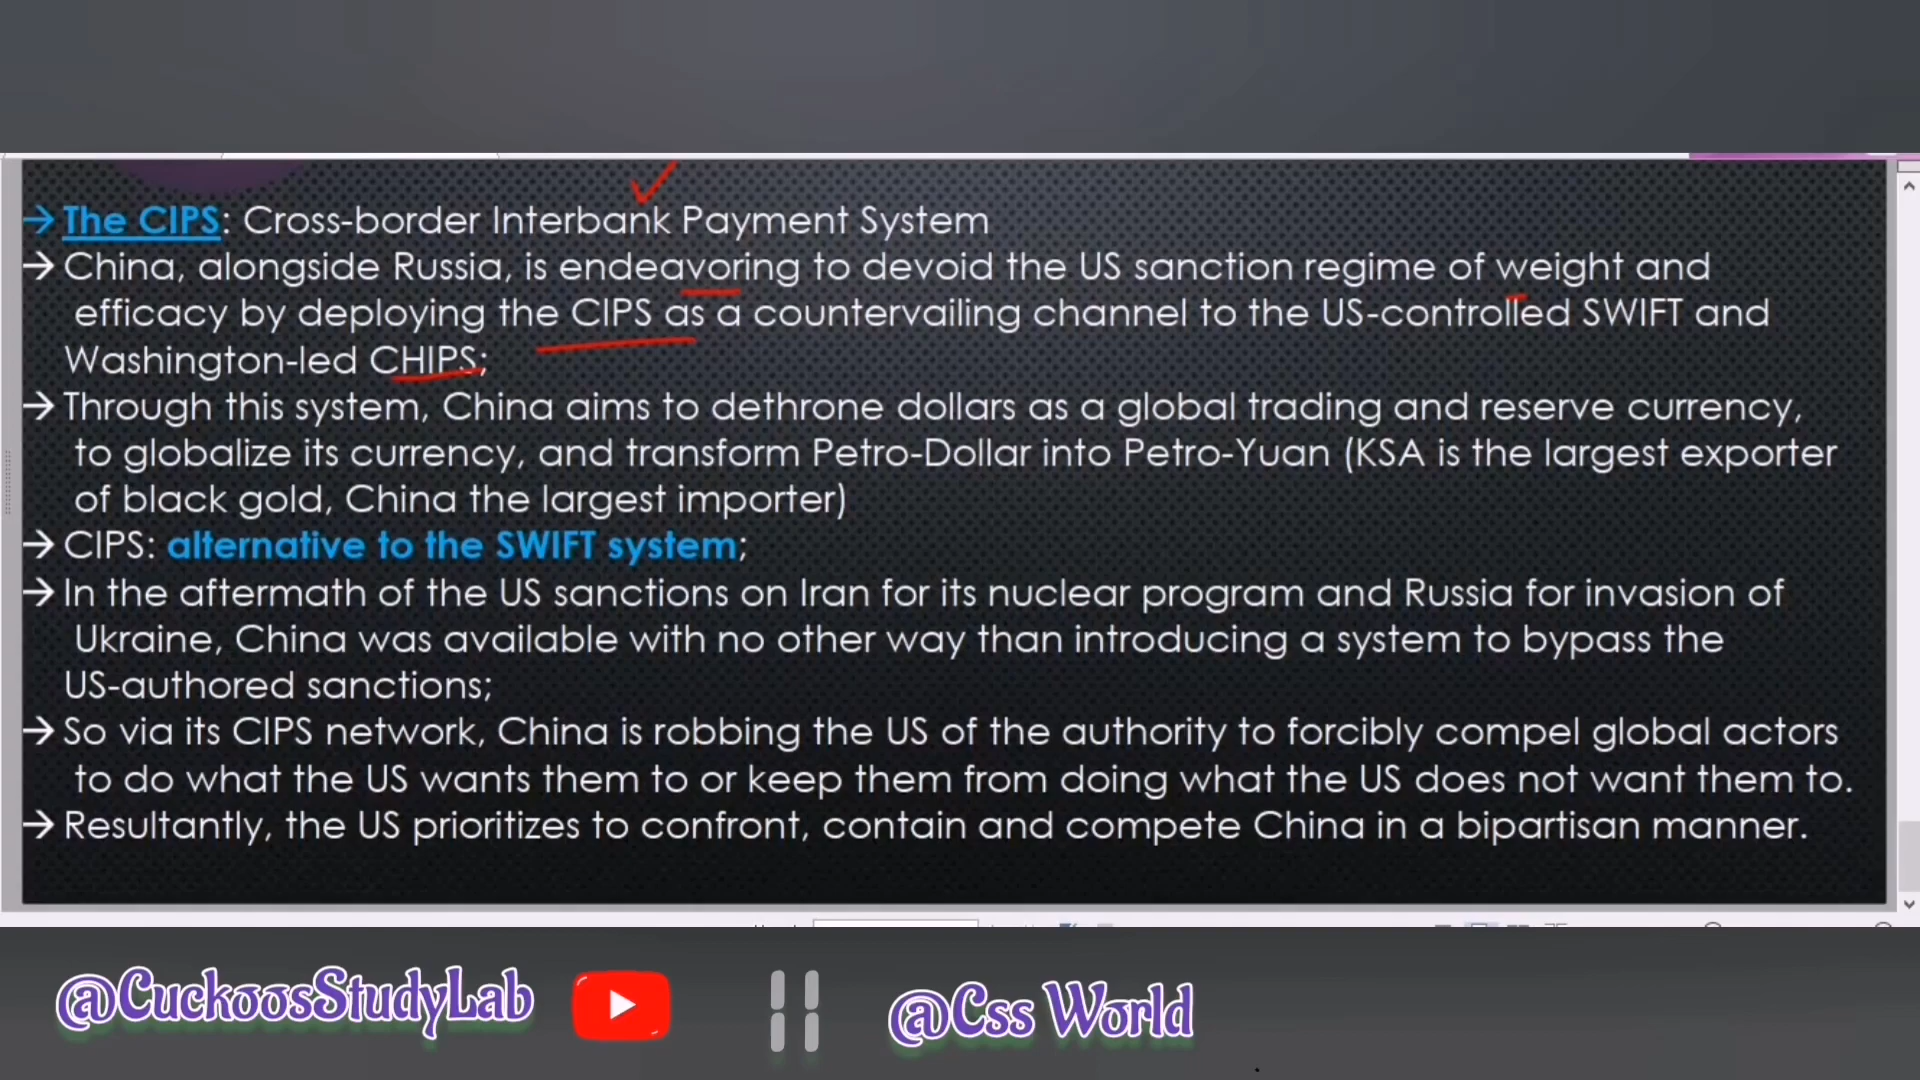 → The CIPS: Cross-border Interbank Payment System
→ China, alongside Russia, is endeavoring to devoid the US sanction regime of weight and
efficacy by deploying the CIPS as a countervailing channel to the US-controlled SWIFT and
Washington-led CHIPS;
→ Through this system, China aims to dethrone dollars as a global trading and reserve currency,
to globalize its currency, and transform Petro-Dollar into Petro-Yuan (KSA is the largest exporter
of black gold, China the largest importer)
→ CIPS: alternative to the SWIFT system;
→ In the aftermath of the US sanctions on Iran for its nuclear program and Russia for invasion of
Ukraine, China was available with no other way than introducing a system to bypass the
US-authored sanctions;
→ So via its CIPS network, China is robbing the US of the authority to forcibly compel global actors
to do what the US wants them to or keep them from doing what the US does not want them to.
→ Resultantly, the US prioritizes to confront, contain and compete China in a bipartisan manner.
@CuckoosStudyLab @Css World